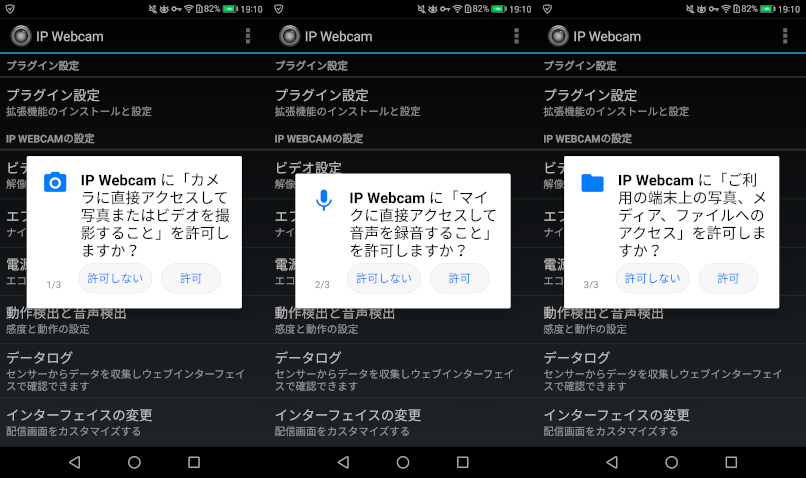 82% 19:10
IP Webcam
プラグイン設定
プラグイン設定
拡張機能のインストールと設定
IP WEBCAMの設定
ビデ
解像
IP Webcam に「カメ
ラに直接アクセスして
写真またはビデオを撮
影すること」を許可し
ますか？
1/3
許可しない
許可
エフ
ナイ
電源
エコ
動作検出と音声検出
感度と動作の設定
データログ
センサーからデータを収集しウェブインターフェイ
スで確認できます
インターフェイスの変更
配信画面をカスタマイズする
82% 19:10
IP Webcam
プラグイン設定
プラグイン設定
拡張機能のインストールと設定
IP WEBCAMの設定
ビデオ設定
解像
IP Webcam に「マイ
クに直接アクセスして
音声を録音すること」
を許可しますか？
2/3
許可しない
許可
エフ
ナイ
電源
エコ
動作検出と音声検出
感度と動作の設定
データログ
センサーからデータを収集しウェブインターフェイ
スで確認できます
インターフェイスの変更
配信画面をカスタマイズする
82% 19:10
IP Webcam
プラグイン設定
プラグイン設定
拡張機能のインストールと設定
IP WEBCAMの設定
ビデ
解像
IP Webcam に「ご利
用の端末上の写真、メ
ディア、ファイルへの
アクセス」を許可しま
すか？
3/3
許可しない
許可
エフ
ナイ
電源
エコ
動作検出と音声検出
感度と動作の設定
データログ
センサーからデータを収集しウェブインターフェイ
スで確認できます
インターフェイスの変更
配信画面をカスタマイズする